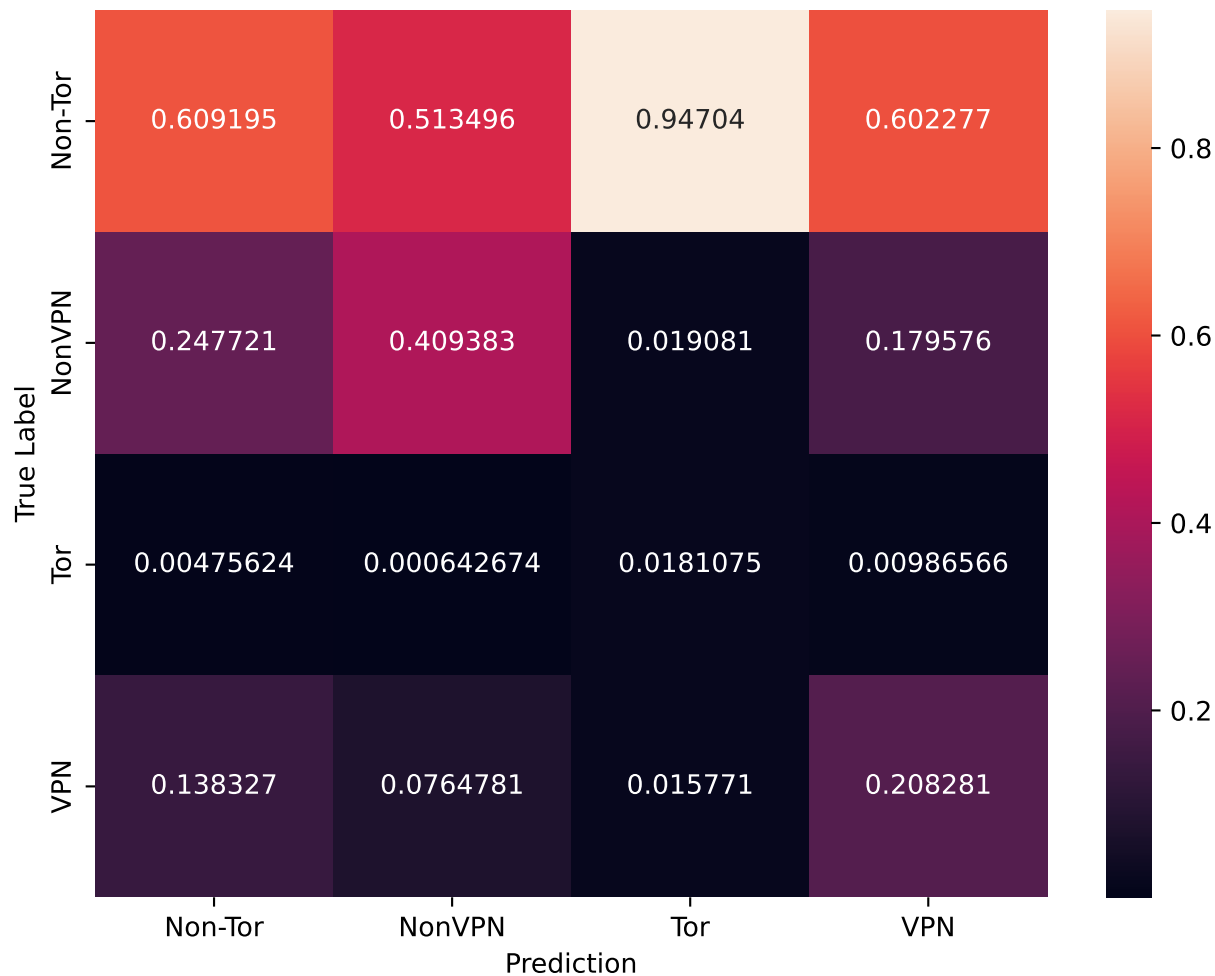 Non-Tor 0.609195 0.513496 0.94704 0.602277
NonVPN 0.247721 0.409383 0.019081 0.179576
Tor 0.00475624 0.000642674 0.0181075 0.00986566
VPN 0.138327 0.0764781 0.015771 0.208281
True Label
Non-Tor NonVPN Tor VPN
Prediction
0.8
0.6
0.4
0.2